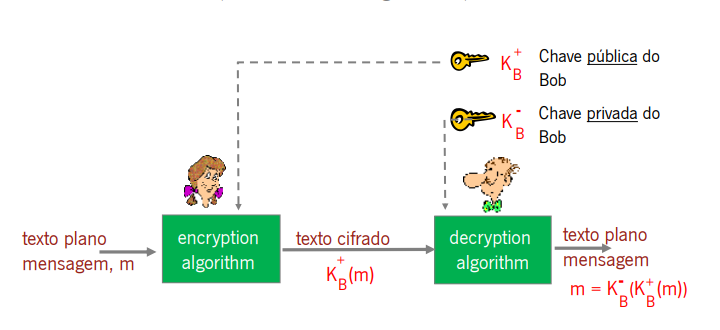 K_B^+ Chave pública do
Bob
K_B^- Chave privada do
Bob
texto plano
mensagem, m
encryption
algorithm
texto cifrado
K_B^+(m)
decryption
algorithm
texto plano
mensagem
m = K_B^-(K_B^+(m))